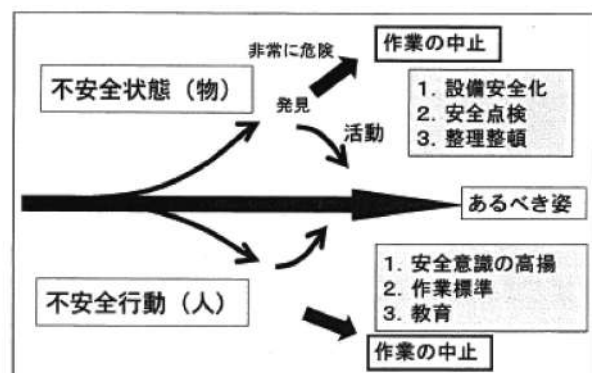 非常に危険
作業の中止
不安全状態（物）
発見
活動
1. 設備安全化
2. 安全点検
3. 整理整頓
あるべき姿
不安全行動（人）
1. 安全意識の高揚
2. 作業標準
3. 教育
作業の中止